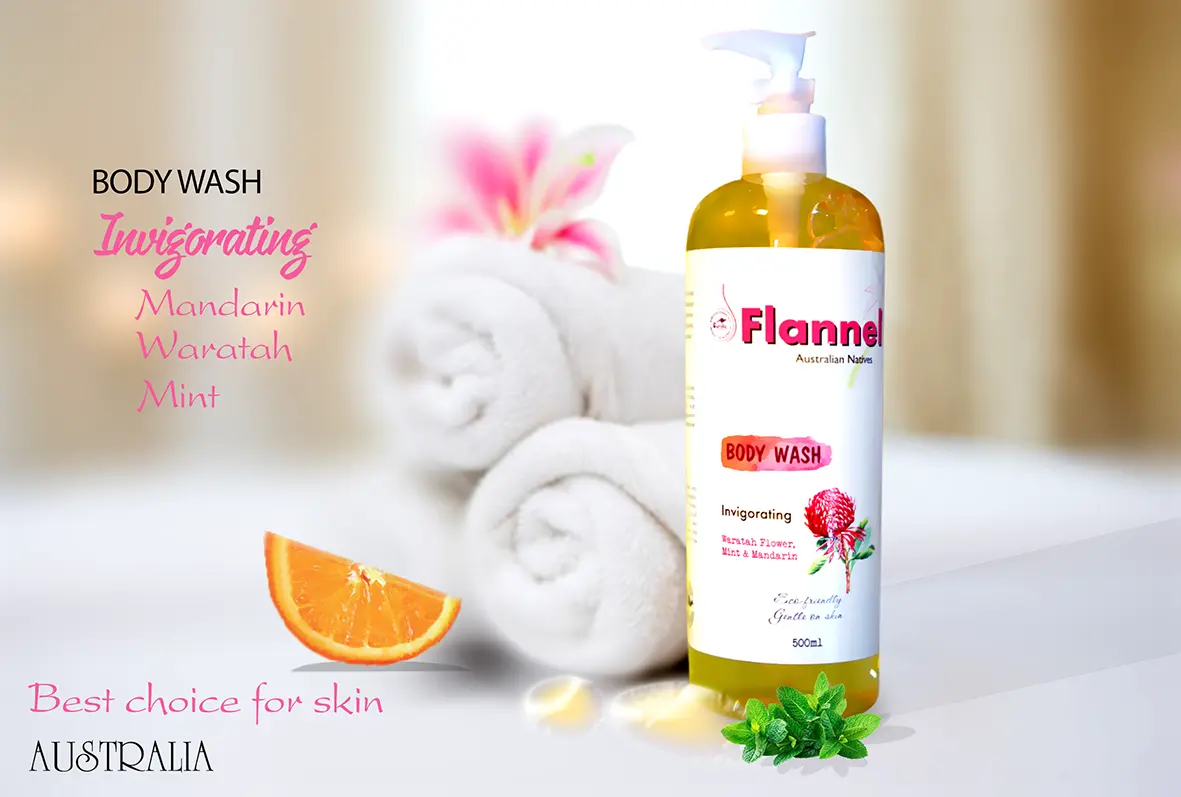 BODY WASH
Invigorating
Mandarin
Waratah
Mint
Best choice for skin
AUSTRALIA
Flannel
Australian Natives
BODY WASH
Invigorating
Waratah Flower,
Mint & Mandarin
Eco-friendly
Gentle on skin
500ml